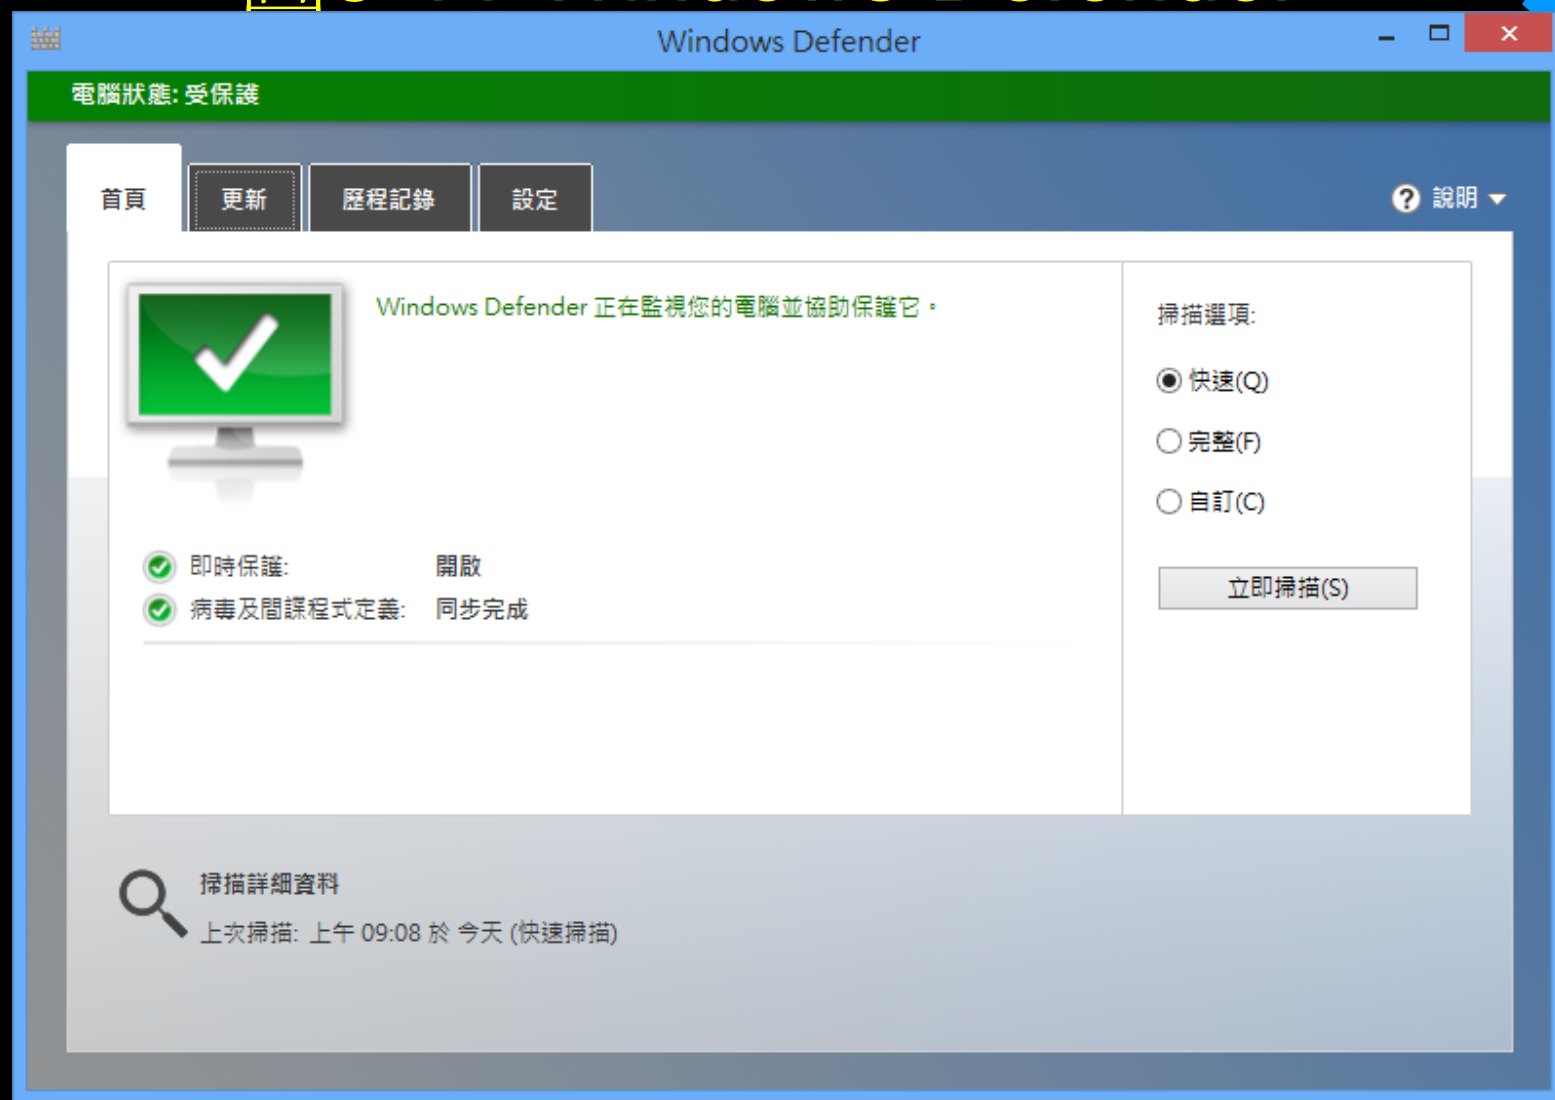 Windows Defender
電腦狀態: 受保護
首頁
更新
歷程記錄
設定
說明
Windows Defender 正在監視您的電腦並協助保護它。
掃描選項:
快速(Q)
完整(F)
自訂(C)
立即掃描(S)
即時保護: 開啟
病毒及間諜程式定義: 同步完成
掃描詳細資料
上次掃描: 上午 09:08 於 今天 (快速掃描)